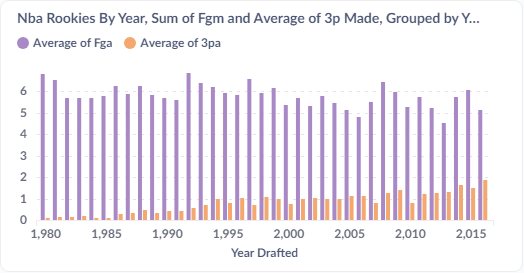 Nba Rookies By Year, Sum of Fgm and Average of 3p Made, Grouped by Y...
Average of Fga Average of 3pa
6
5
4
3
2
1
0
1,980 1,985 1,990 1,995 2,000 2,005 2,010 2,015
Year Drafted